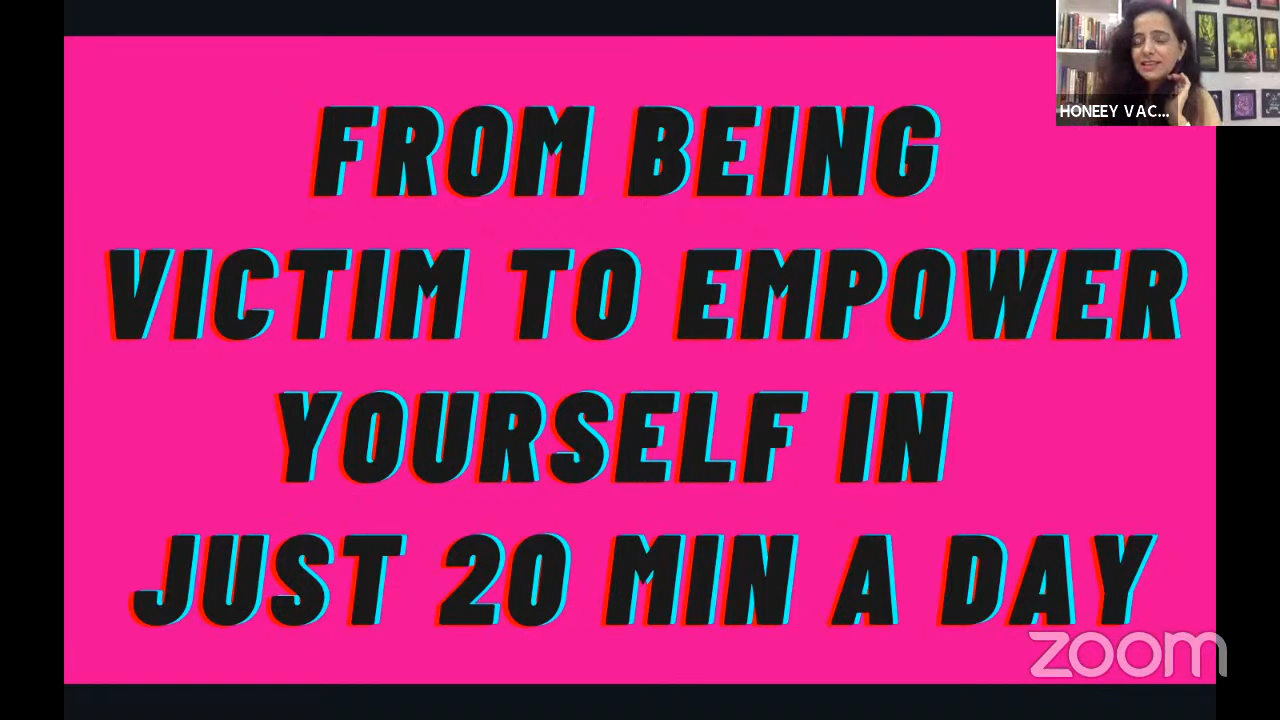 HONEEY VAC...
FROM BEING
VICTIM TO EMPOWER
YOURSELF IN
JUST 20 MIN A DAY
zoom